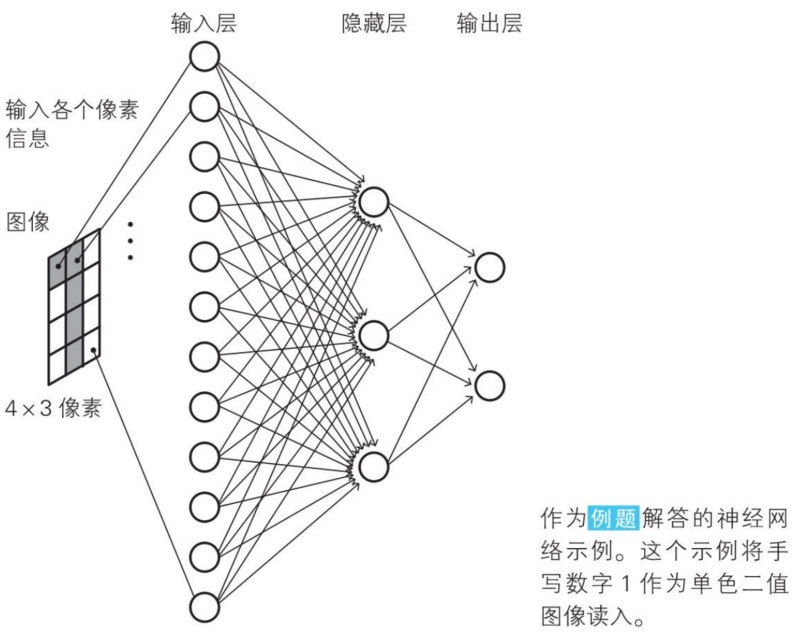 输入层
隐藏层
输出层
输入各个像素
信息
图像
4×3 像素
作为例题解答的神经网
络示例。这个示例将手
写数字 1 作为单色二值
图像读入。